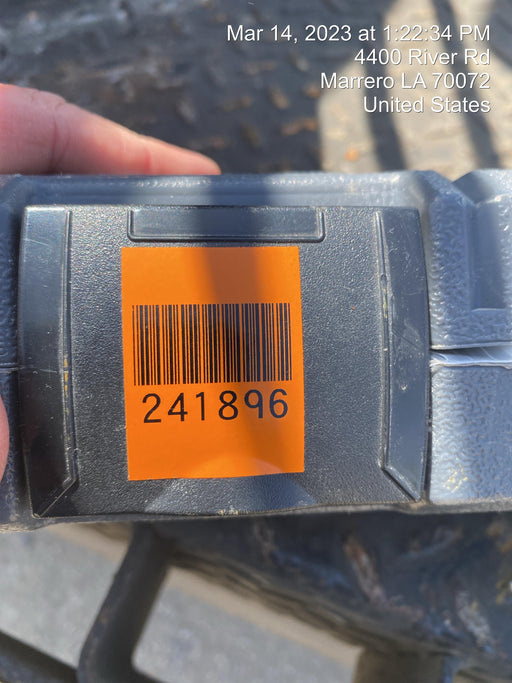 Mar 14, 2023 at 1:22:34 PM
4400 River Rd
Marrero LA 70072
United States
241896